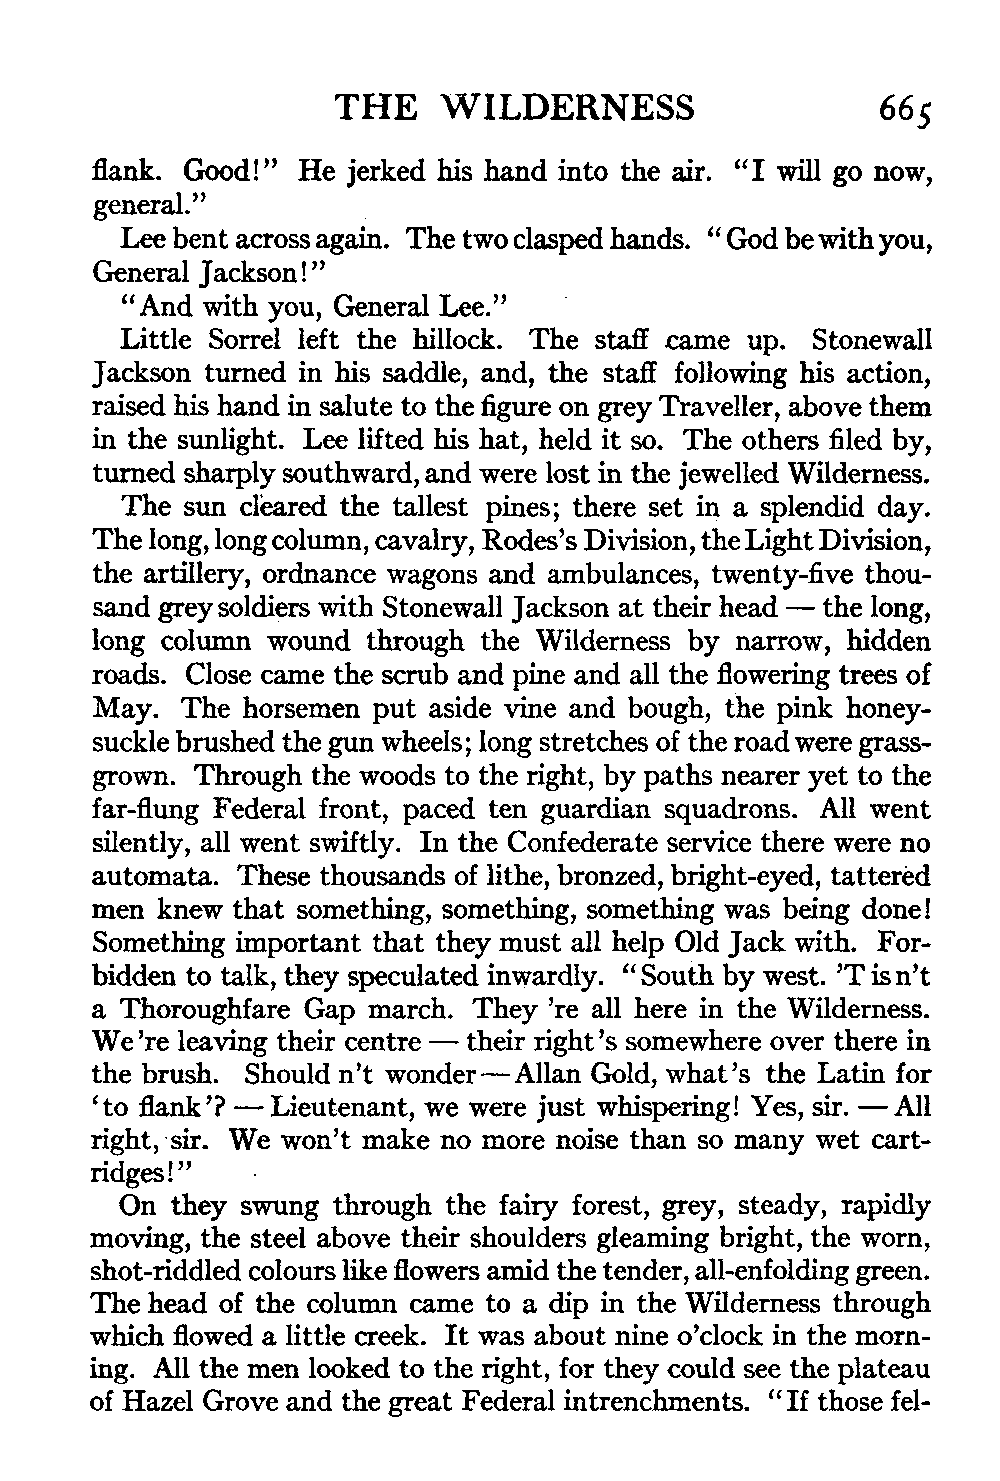 THE WILDERNESS 665
flank. Good!" He jerked his hand into the air. "I will go now,
general."
Lee bent across again. The two clasped hands. "God be with you,
General Jackson!"
"And with you, General Lee."
Little Sorrel left the hillock. The staff came up. Stonewall
Jackson turned in his saddle, and, the staff following his action,
raised his hand in salute to the figure on grey Traveller, above them
in the sunlight. Lee lifted his hat, held it so. The others filed by,
turned sharply southward, and were lost in the jewelled Wilderness.
The sun cleared the tallest pines; there set in a splendid day.
The long, long column, cavalry, Rodes's Division, the Light Division,
the artillery, ordnance wagons and ambulances, twenty-five thou-
sand grey soldiers with Stonewall Jackson at their head — the long,
long column wound through the Wilderness by narrow, hidden
roads. Close came the scrub and pine and all the flowering trees of
May. The horsemen put aside vine and bough, the pink honey-
suckle brushed the gun wheels; long stretches of the road were grass-
grown. Through the woods to the right, by paths nearer yet to the
far-flung Federal front, paced ten guardian squadrons. All went
silently, all went swiftly. In the Confederate service there were no
automata. These thousands of lithe, bronzed, bright-eyed, tattered
men knew that something, something, something was being done!
Something important that they must all help Old Jack with. For-
bidden to talk, they speculated inwardly. "South by west. 'T is n't
a Thoroughfare Gap march. They 're all here in the Wilderness.
We 're leaving their centre — their right 's somewhere over there in
the brush. Should n't wonder — Allan Gold, what 's the Latin for
'to flank'? — Lieutenant, we were just whispering! Yes, sir. — All
right, sir. We won't make no more noise than so many wet cart-
ridges!"
On they swung through the fairy forest, grey, steady, rapidly
moving, the steel above their shoulders gleaming bright, the worn,
shot-riddled colours like flowers amid the tender, all-enfolding green.
The head of the column came to a dip in the Wilderness through
which flowed a little creek. It was about nine o'clock in the morn-
ing. All the men looked to the right, for they could see the plateau
of Hazel Grove and the great Federal intrenchments. "If those fel-